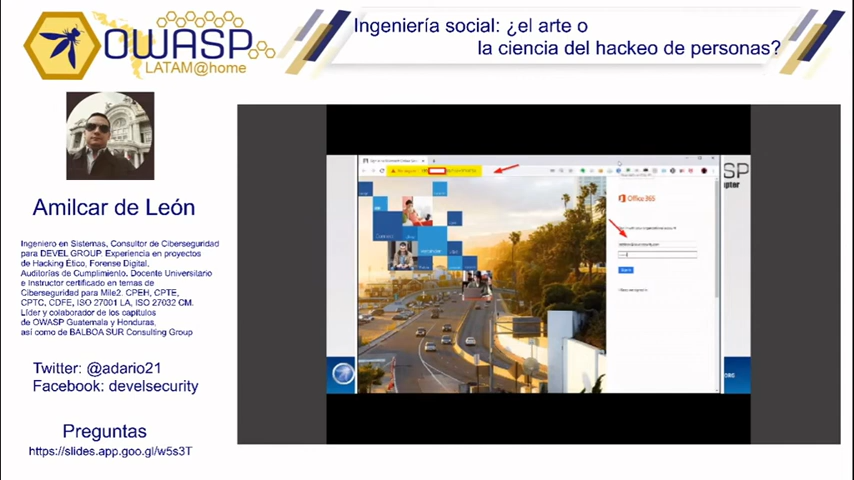 OWASP
LATAM@home
Ingeniería social: ¿el arte o
la ciencia del hackeo de personas?
Amilcar de León
Ingeniero en Sistemas, Consultor de Ciberseguridad
para DEVEL GROUP. Experiencia en proyectos
de Hacking Ético, Forense Digital,
Auditorías de Cumplimiento. Docente Universitario
e Instructor certificado en temas de
Ciberseguridad para Mile2. CPEH, CPTE,
CPTC, CDFE, ISO 27001 LA, ISO 27032 CM.
Líder y colaborador de los capítulos
de OWASP Guatemala y Honduras,
así como de BALBOA SUR Consulting Group
Twitter: @adario21
Facebook: develsecurity
Preguntas
https://slides.app.goo.gl/w5s3T
Office 365